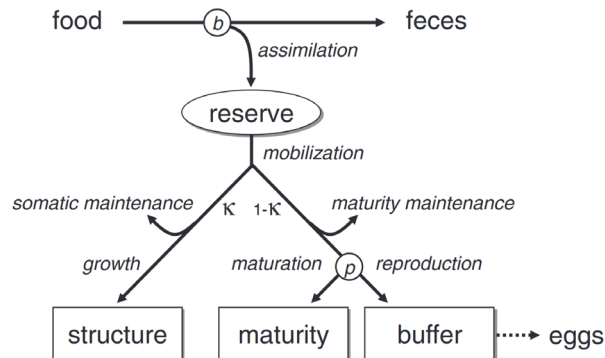 food
b
feces
assimilation
reserve
mobilization
somatic maintenance
κ
1-κ
maturity maintenance
growth
maturation
p
reproduction
structure
maturity
buffer
eggs